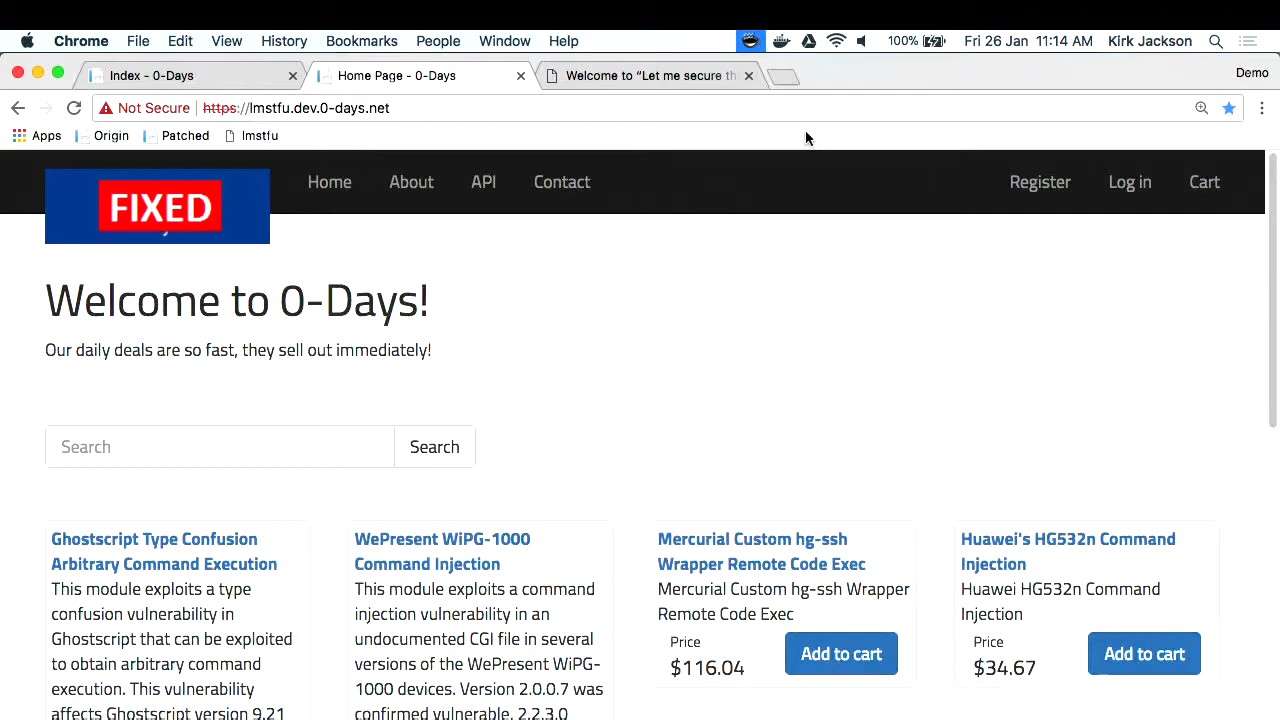 Chrome File Edit View History Bookmarks People Window Help 100% Fri 26 Jan 11:14 AM Kirk Jackson
Index - 0-Days Home Page - 0-Days Welcome to “Let me secure th Demo
Not Secure https://lmstfu.dev.0-days.net
Apps Origin Patched lmstfu
FIXED Home About API Contact Register Log in Cart
Welcome to 0-Days!
Our daily deals are so fast, they sell out immediately!
Search Search
Ghostscript Type Confusion
Arbitrary Command Execution
This module exploits a type
confusion vulnerability in
Ghostscript that can be exploited
to obtain arbitrary command
execution. This vulnerability
affects Ghostscript version 9.21
WePresent WiPG-1000
Command Injection
This module exploits a command
injection vulnerability in an
undocumented CGI file in several
versions of the WePresent WiPG-
1000 devices. Version 2.0.0.7 was
confirmed vulnerable, 2.2.3.0
Mercurial Custom hg-ssh
Wrapper Remote Code Exec
Mercurial Custom hg-ssh Wrapper
Remote Code Exec
Price
$116.04 Add to cart
Huawei's HG532n Command
Injection
Huawei HG532n Command
Injection
Price
$34.67 Add to cart